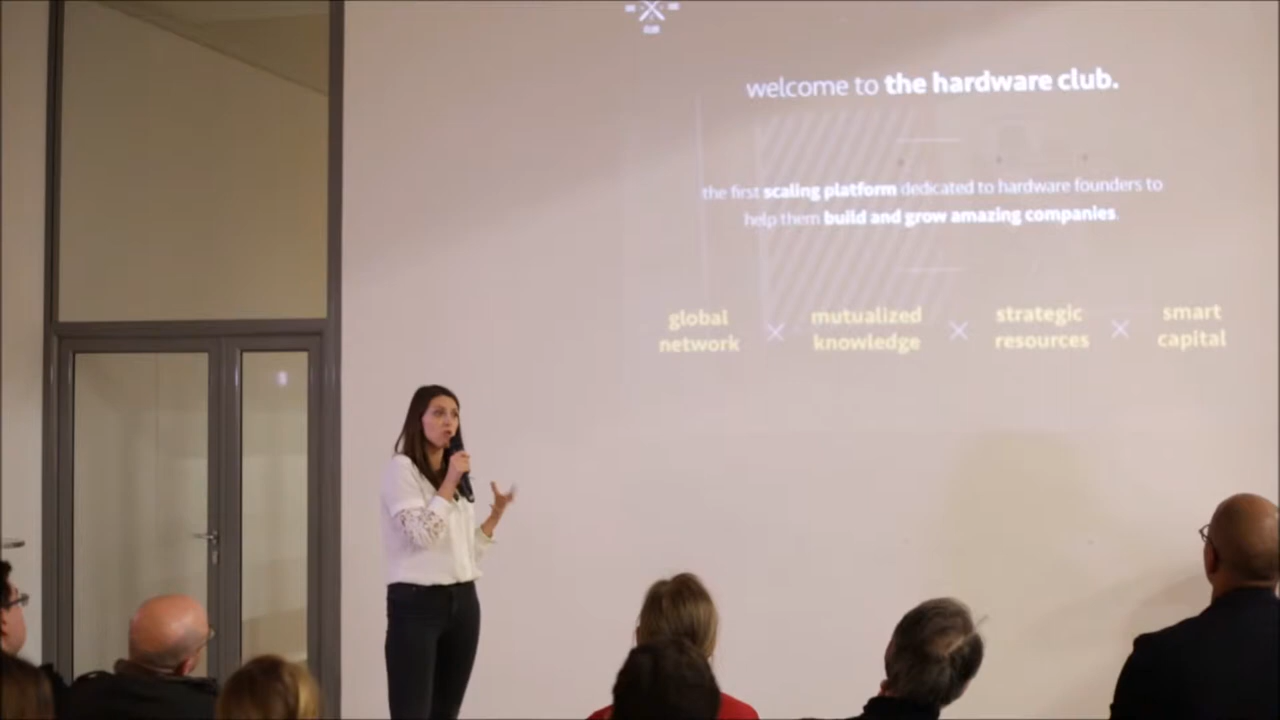 welcome to the hardware club.
the first scaling platform dedicated to hardware founders to
help them build and grow amazing companies.
global network × mutualized knowledge × strategic resources × smart capital